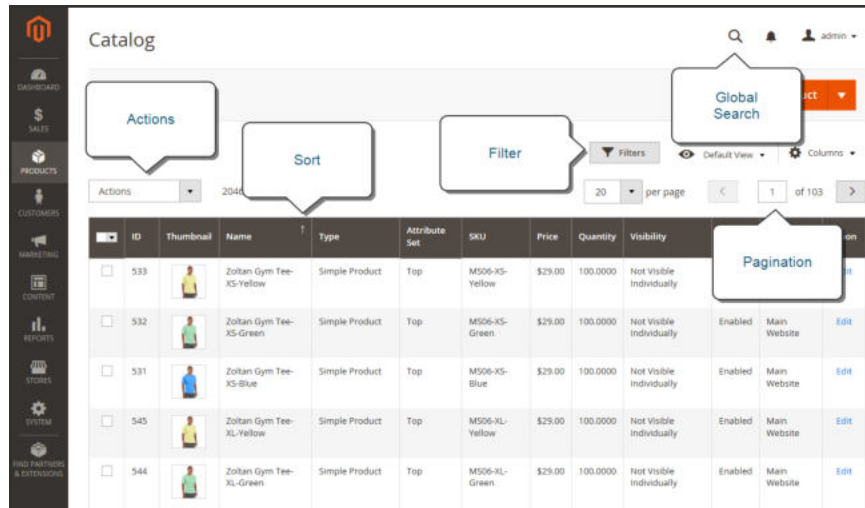 Catalog
admin
DASHBOARD
SALES
PRODUCTS
CUSTOMERS
MARKETING
CONTENT
REPORTS
STORES
SYSTEM
FIND PARTNERS
& EXTENSIONS
Actions
Sort
Filter
Global
Search
Pagination
Filters
Default View
Columns
Actions
20
per page
1
of 103
ID
Thumbnail
Name
Type
Attribute
Set
SKU
Price
Quantity
Visibility
533
Zoltan Gym Tee-
XS-Yellow
Simple Product
Top
MS06-XS-
Yellow
$29.00
100.0000
Not Visible
Individually
Edit
532
Zoltan Gym Tee-
XS-Green
Simple Product
Top
MS06-XS-
Green
$29.00
100.0000
Not Visible
Individually
Enabled
Main
Website
Edit
531
Zoltan Gym Tee-
XS-Blue
Simple Product
Top
MS06-XS-
Blue
$29.00
100.0000
Not Visible
Individually
Enabled
Main
Website
Edit
545
Zoltan Gym Tee-
XL-Yellow
Simple Product
Top
MS06-XL-
Yellow
$29.00
100.0000
Not Visible
Individually
Enabled
Main
Website
Edit
544
Zoltan Gym Tee-
XL-Green
Simple Product
Top
MS06-XL-
Green
$29.00
100.0000
Not Visible
Individually
Enabled
Main
Website
Edit